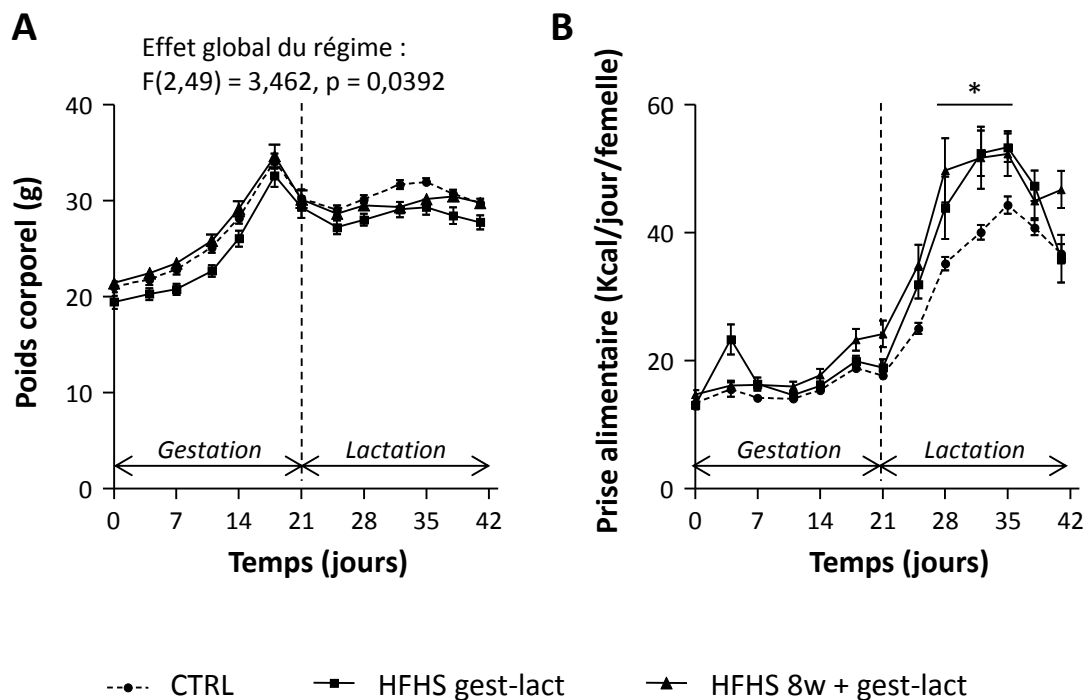 A
Effet global du régime :
F(2,49) = 3,462, p = 0,0392
Poids corporel (g)
40
30
20
10
0
Gestation
Lactation
0 7 14 21 28 35 42
Temps (jours)
B
*
Prise alimentaire (Kcal/jour/femelle)
60
40
20
0
Gestation
Lactation
0 7 14 21 28 35 42
Temps (jours)
CTRL HFHS gest-lact HFHS 8w + gest-lact